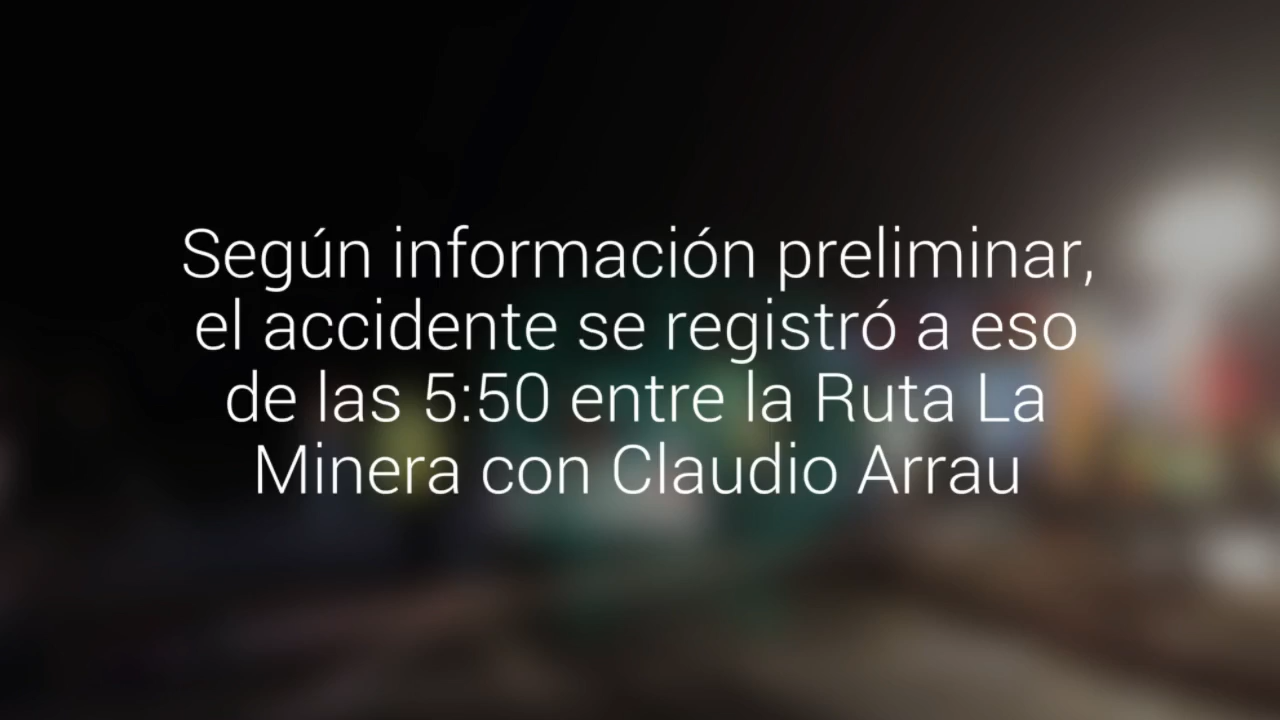 Según información preliminar,
el accidente se registró a eso
de las 5:50 entre la Ruta La
Minera con Claudio Arrau